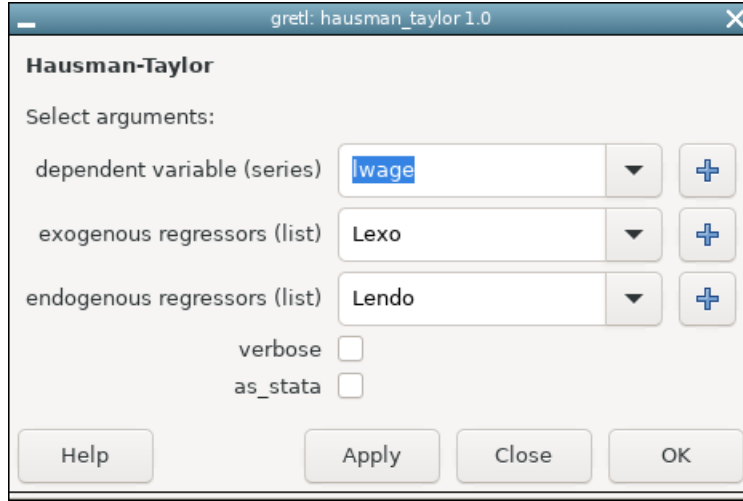 gretl: hausman_taylor 1.0
Hausman-Taylor
Select arguments:
dependent variable (series) lwage
exogenous regressors (list) Lexo
endogenous regressors (list) Lendo
verbose
as_stata
Help Apply Close OK